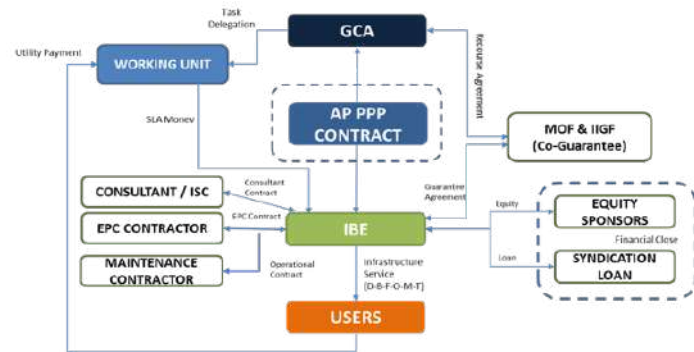 Task
Delegation
GCA
Utility Payment
WORKING UNIT
Recourse Agreement
AP PPP
CONTRACT
SLA Money
MOF & IIGF
(Co-Guarantee)
Guarantee
Agreement
Consultant
Contract
CONSULTANT / ISC
EPC Contract
EPC CONTRACTOR
IBE
Equity
EQUITY
SPONSORS
Financial Close
MAINTENANCE
CONTRACTOR
Operational
Contract
Infrastructure
Service
[D-B-F-O-M-T]
Loan
SYNDICATION
LOAN
USERS